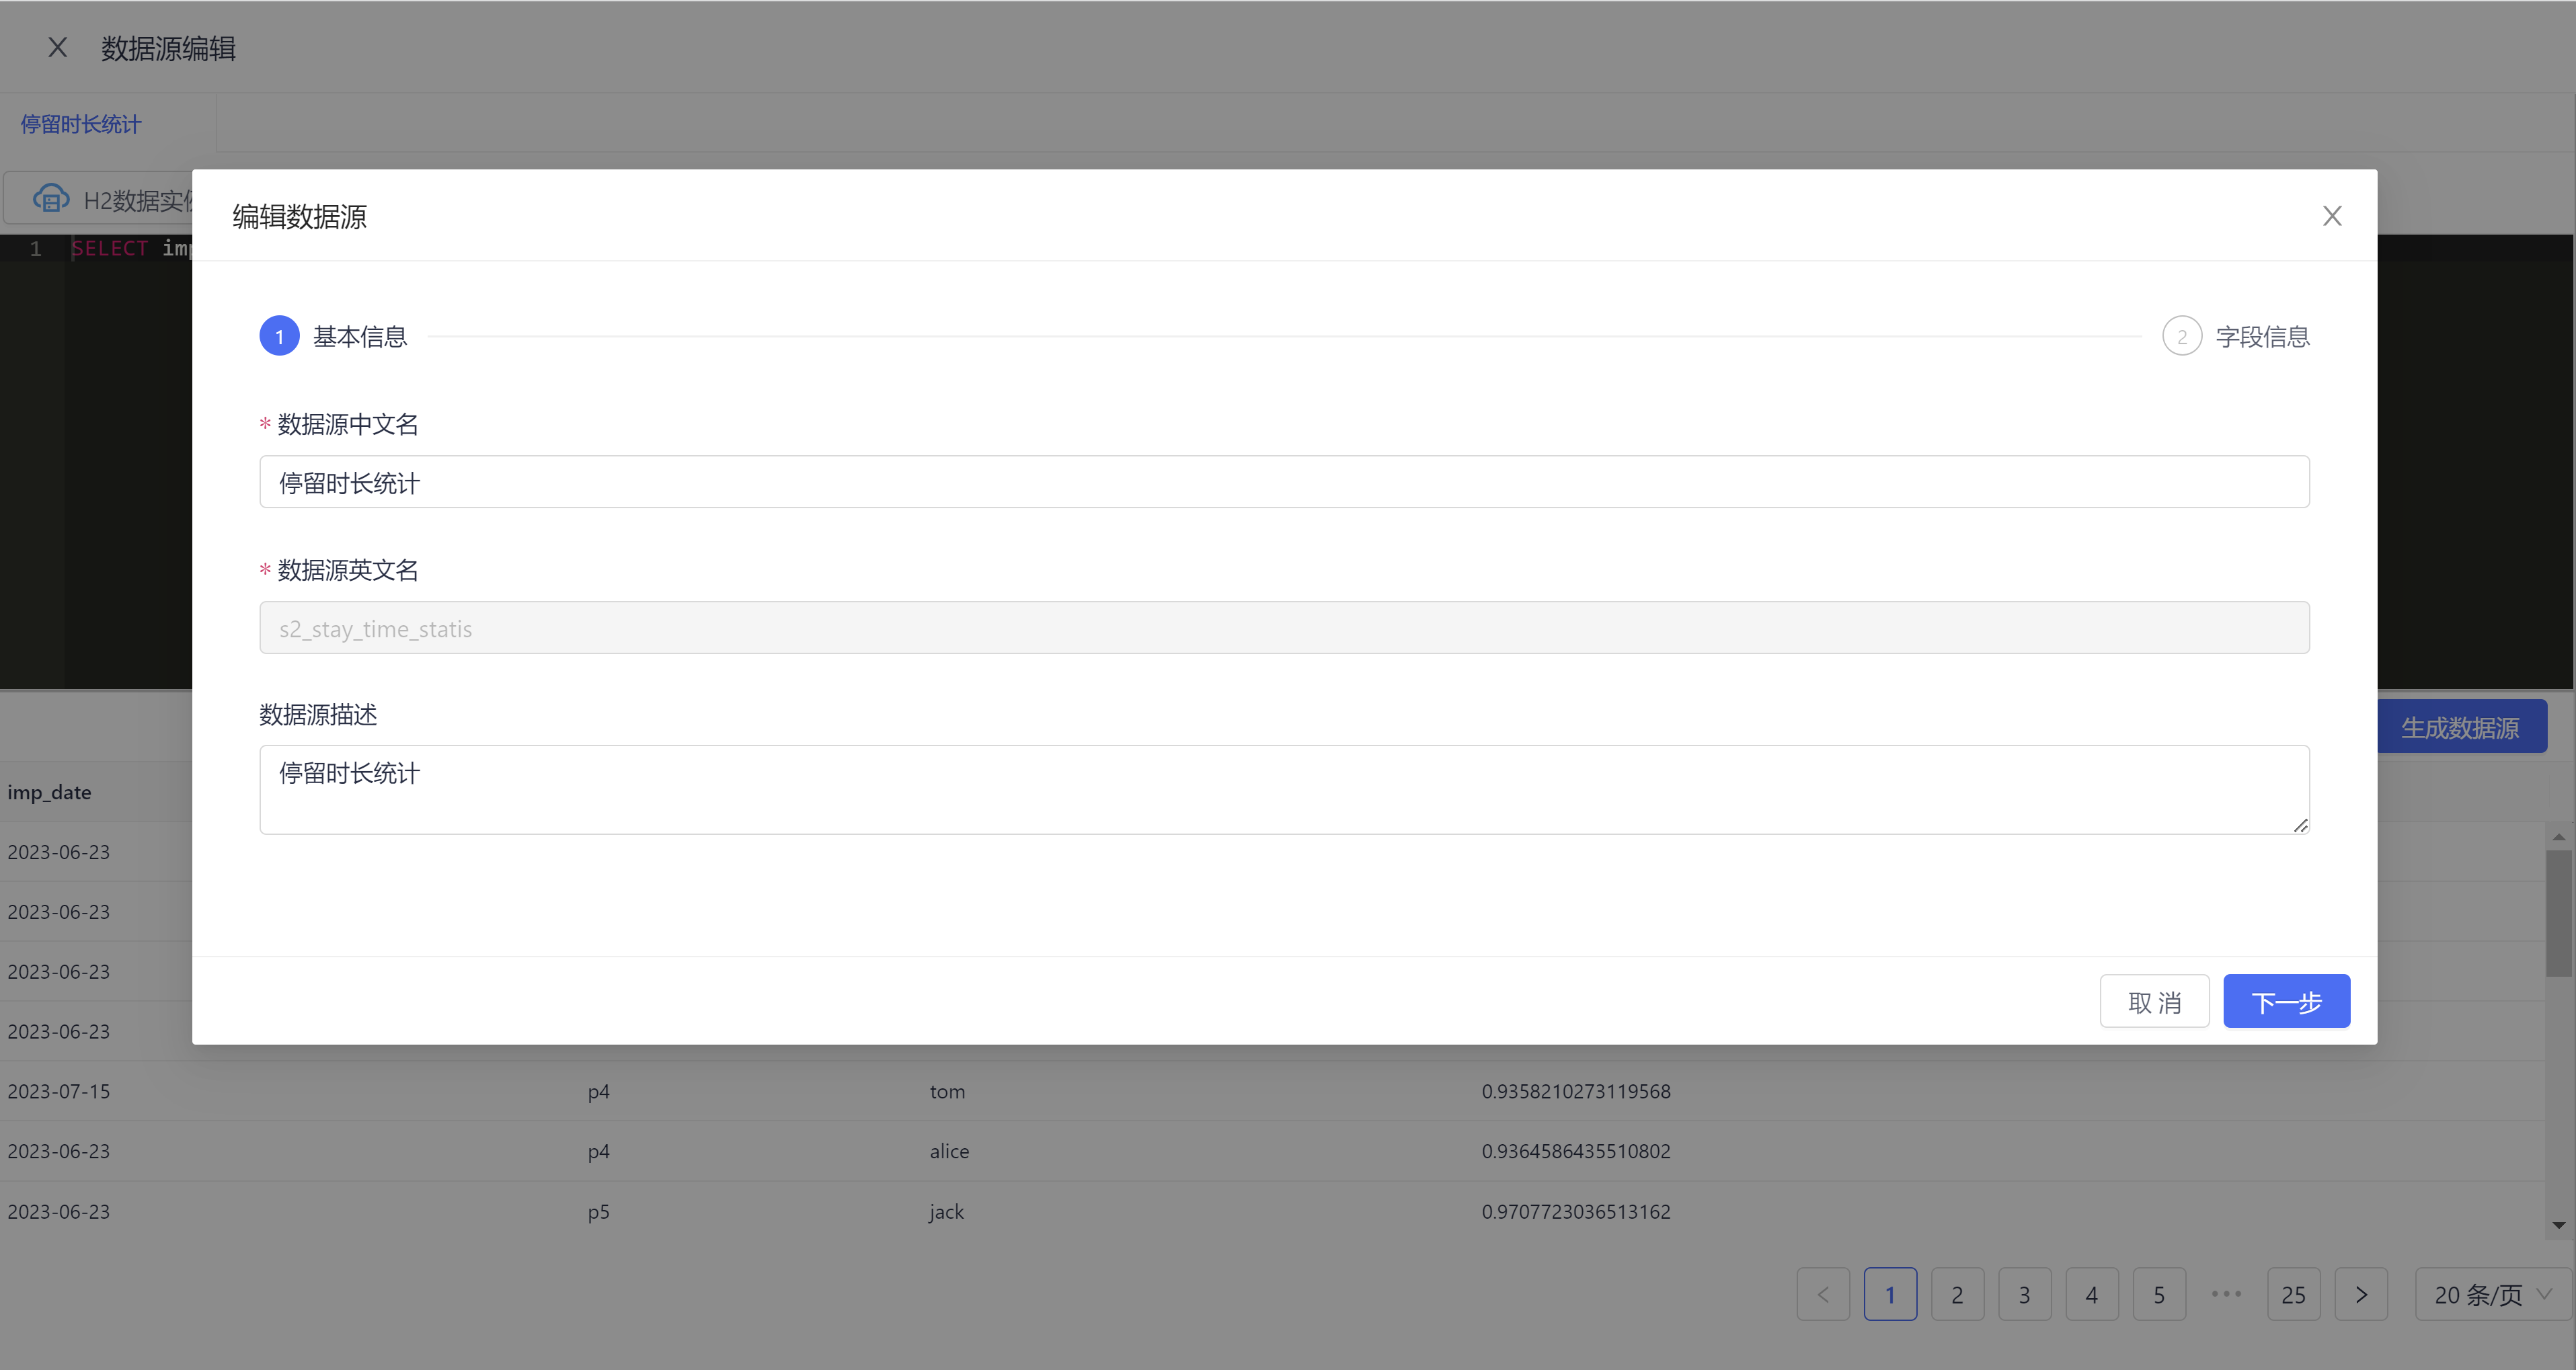 数据源编辑
停留时长统计
H2数据实
1 SELECT imp
编辑数据源
1 基本信息
2 字段信息
* 数据源中文名
停留时长统计
* 数据源英文名
s2_stay_time_statis
数据源描述
停留时长统计
取 消
下一步
生成数据源
imp_date
2023-06-23
2023-06-23
2023-06-23
2023-06-23
2023-07-15 p4 tom 0.9358210273119568
2023-06-23 p4 alice 0.9364586435510802
2023-06-23 p5 jack 0.9707723036513162
< 1 2 3 4 5 ••• 25 > 20 条/页